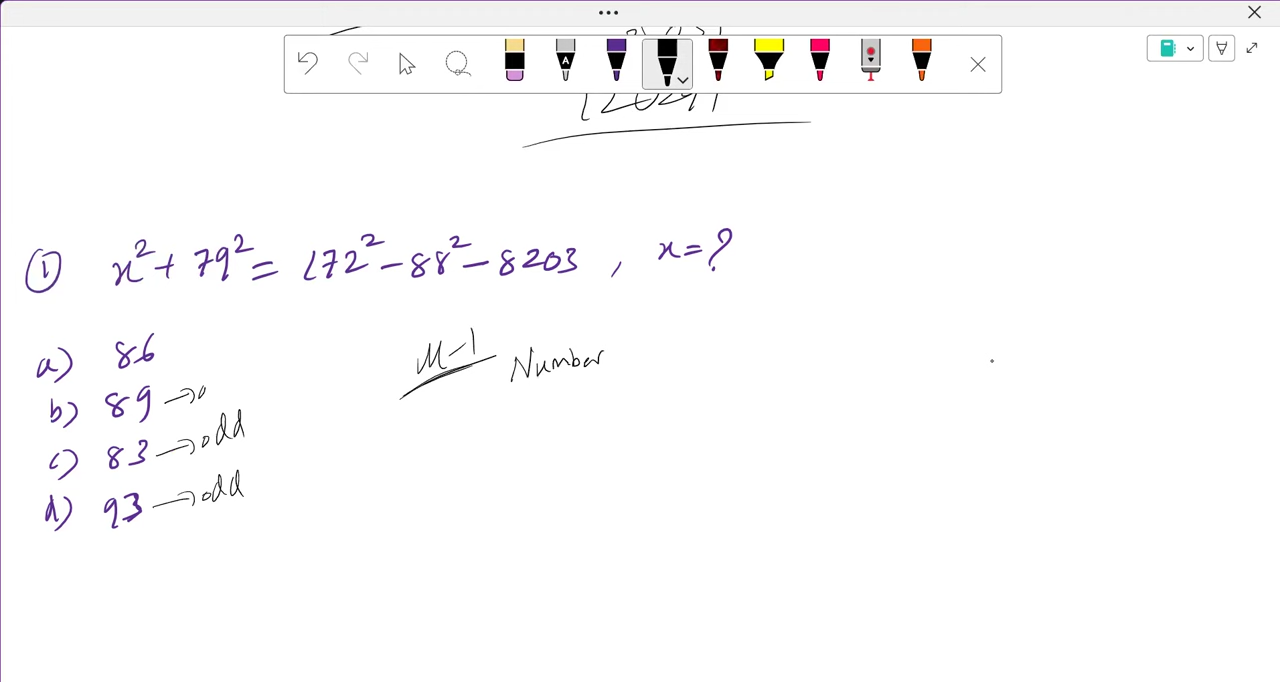 ① x² + 79² = 172² - 88² - 8203 , x = ?
a) 86
M-1 Number
b) 89 → o
c) 83 → odd
d) 93 → odd